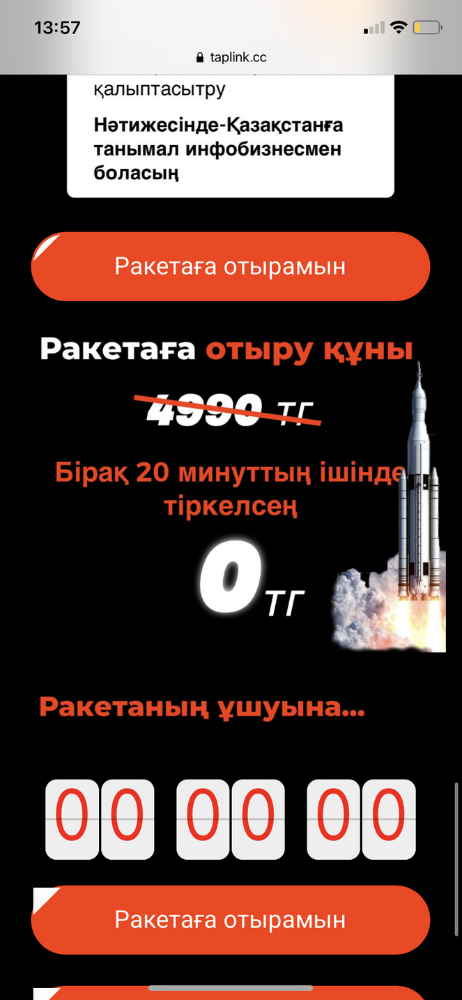 13:57
taplink.cc
қалыптасытру
Нәтижесінде-Қазақстанға
танымал инфобизнесмен
боласың
Ракетаға отырамын
Ракетаға отыру құны
4990 тг
Бірақ 20 минуттың ішінде
тіркелсең
0 тг
Ракетаның ұшуына...
00 00 00
Ракетаға отырамын